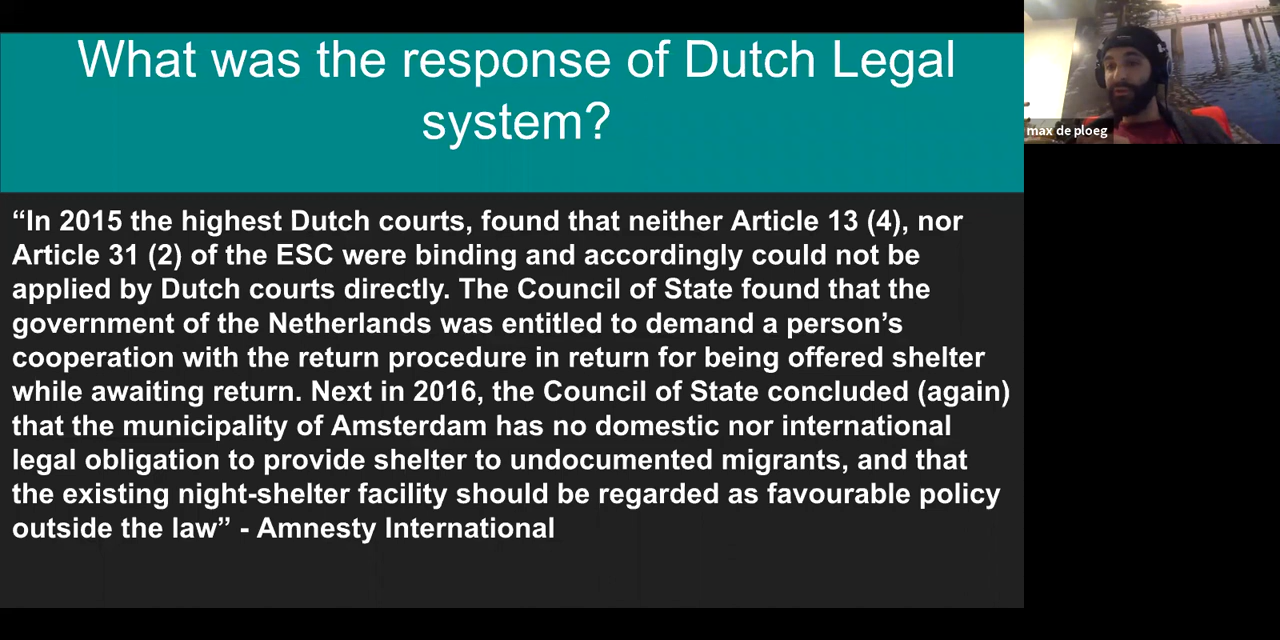 What was the response of Dutch Legal
system?
“In 2015 the highest Dutch courts, found that neither Article 13 (4), nor
Article 31 (2) of the ESC were binding and accordingly could not be
applied by Dutch courts directly. The Council of State found that the
government of the Netherlands was entitled to demand a person’s
cooperation with the return procedure in return for being offered shelter
while awaiting return. Next in 2016, the Council of State concluded (again)
that the municipality of Amsterdam has no domestic nor international
legal obligation to provide shelter to undocumented migrants, and that
the existing night-shelter facility should be regarded as favourable policy
outside the law” - Amnesty International
max de ploeg